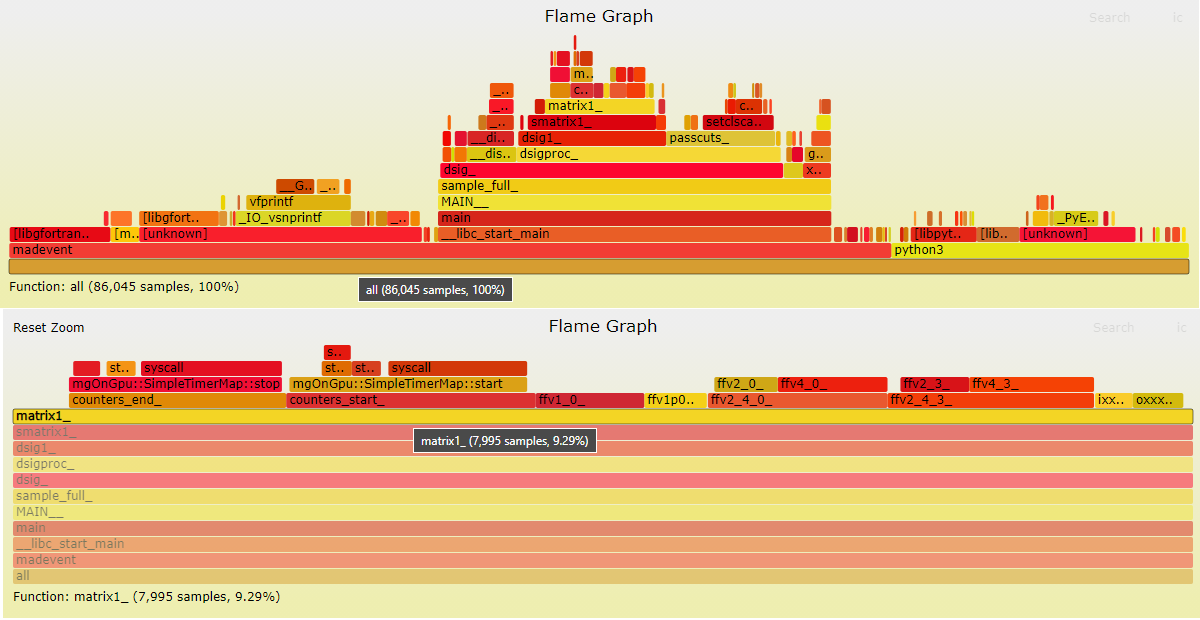 Flame Graph
Search
ic
m..
_..
c..
_..
matrix1_
c..
_..
smatrix1_
setclsca..
__di..
dsig1_
passcuts_
__dis..
dsigproc_
g..
dsig_
x..
__G..
_..
sample_full_
vfprintf
MAIN__
[libgfort..
_IO_vsnprintf
_..
main
_PyE..
[libgfortran..
[m..
[unknown]
__libc_start_main
[libpyt..
[lib..
[unknown]
madevent
python3
Function: all (86,045 samples, 100%)
all (86,045 samples, 100%)
Reset Zoom
Flame Graph
Search
ic
s..
st..
syscall
st..
st..
syscall
mgOnGpu::SimpleTimerMap::stop
mgOnGpu::SimpleTimerMap::start
ffv2_0_
ffv4_0_
ffv2_3_
ffv4_3_
counters_end_
counters_start_
ffv1_0_
ffv1p0..
ffv2_4_0_
ffv2_4_3_
ixx..
oxxx..
matrix1_
smatrix1_
matrix1_ (7,995 samples, 9.29%)
dsig1_
dsigproc_
dsig_
sample_full_
MAIN__
main
__libc_start_main
madevent
all
Function: matrix1_ (7,995 samples, 9.29%)